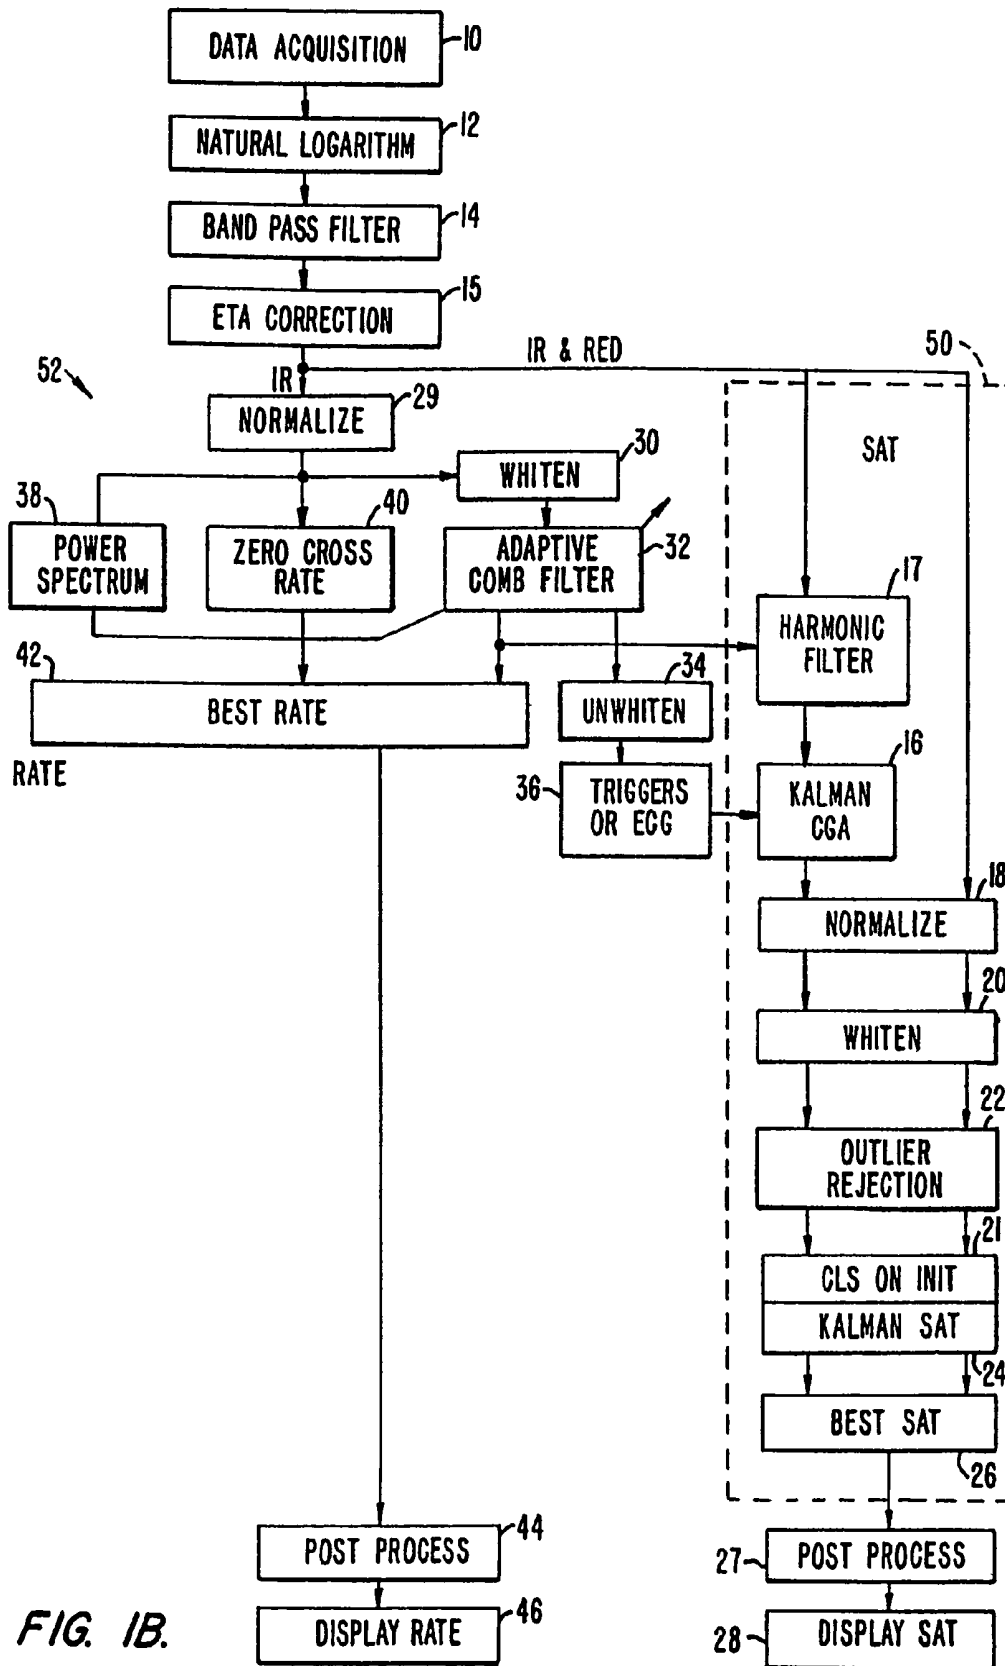 DATA ACQUISITION
10
NATURAL LOGARITHM
12
BAND PASS FILTER
14
ETA CORRECTION
15
IR & RED
50
52
IR
NORMALIZE
29
SAT
WHITEN
30
38
POWER
SPECTRUM
40
ZERO CROSS
RATE
ADAPTIVE
COMB FILTER
32
17
HARMONIC
FILTER
42
BEST RATE
34
UNWHITEN
RATE
36
TRIGGERS
OR ECG
16
KALMAN
CGA
18
NORMALIZE
20
WHITEN
22
OUTLIER
REJECTION
21
CLS ON INIT
KALMAN SAT
24
BEST SAT
26
POST PROCESS
44
27
POST PROCESS
DISPLAY RATE
46
28
DISPLAY SAT
FIG. 1B.